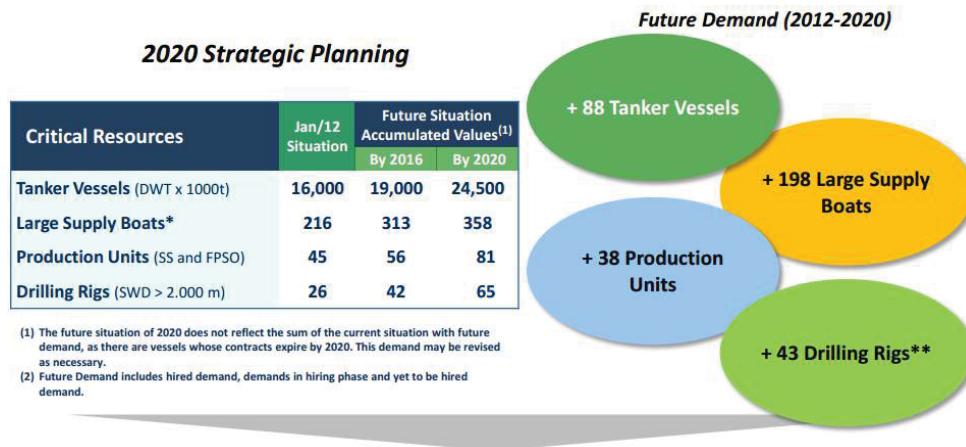 Future Demand (2012-2020)
2020 Strategic Planning
Critical Resources
Jan/12
Situation
Future Situation
Accumulated Values(1)
By 2016 By 2020
Tanker Vessels (DWT x 1000t) 16,000 19,000 24,500
Large Supply Boats* 216 313 358
Production Units (SS and FPSO) 45 56 81
Drilling Rigs (SWD > 2.000 m) 26 42 65
(1) The future situation of 2020 does not reflect the sum of the current situation with future
demand, as there are vessels whose contracts expire by 2020. This demand may be revised
as necessary.
(2) Future Demand includes hired demand, demands in hiring phase and yet to be hired
demand.
+ 88 Tanker Vessels
+ 198 Large Supply
Boats
+ 38 Production
Units
+ 43 Drilling Rigs**